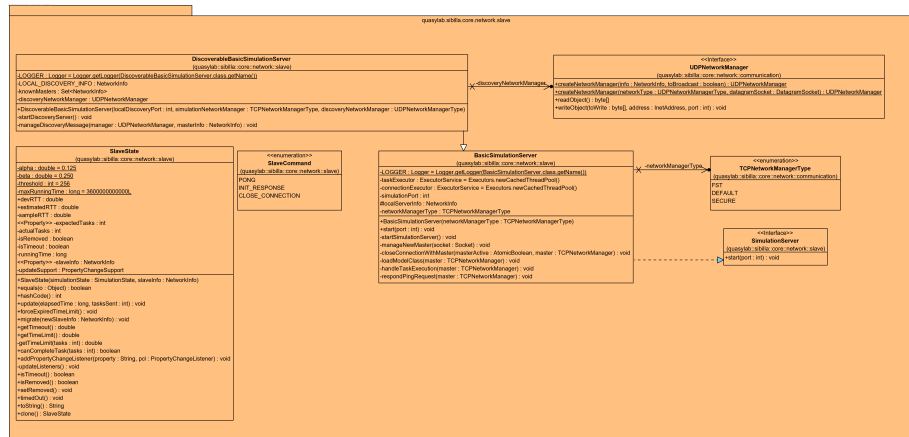 quasylab.sibilla.core.network.slave
DiscoverableBasicSimulationServer
(quasylab::sibilla::core::network::slave)
-LOGGER : Logger = Logger.getLogger(DiscoverableBasicSimulationServer.class.getName())
-LOCAL_DISCOVERY_INFO : NetworkInfo
-knownMasters : Set<NetworkInfo>
-discoveryNetworkManager : UDPNetworkManager
+DiscoverableBasicSimulationServer(localDiscoveryPort : int, simulationNetworkManager : TCPNetworkManagerType, discoveryNetworkManager : UDPNetworkManagerType)
-startDiscoveryServer() : void
-manageDiscoveryMessage(manager : UDPNetworkManager, masterInfo : NetworkInfo) : void
-discoveryNetworkManager
<<Interface>>
UDPNetworkManager
(quasylab::sibilla::core::network::communication)
+createNetworkManager(info : NetworkInfo, toBroadcast : boolean) : UDPNetworkManager
+createNetworkManager(networkType : UDPNetworkManagerType, datagramSocket : DatagramSocket) : UDPNetworkManager
+readObject() : byte[]
+writeObject(toWrite : byte[], address : InetAddress, port : int) : void
SlaveState
(quasylab::sibilla::core::network::slave)
-alpha : double = 0,125
-beta : double = 0,250
-threshold : int = 256
-maxRunningTime : long = 3600000000000L
+devRTT : double
+estimatedRTT : double
-sampleRTT : double
<<Property>> -expectedTasks : int
-actualTasks : int
-isRemoved : boolean
-isTimeout : boolean
-runningTime : long
<<Property>> -slaveInfo : NetworkInfo
-updateSupport : PropertyChangeSupport
+SlaveState(simulationState : SimulationState, slaveInfo : NetworkInfo)
+equals(o : Object) : boolean
+hashCode() : int
+update(elapsedTime : long, tasksSent : int) : void
+forceExpiredTimeLimit() : void
+migrate(newSlaveInfo : NetworkInfo) : void
+getTimeout() : double
+getTimeLimit() : double
-getTimeLimit(tasks : int) : double
+canCompleteTask(tasks : int) : boolean
+addPropertyChangeListener(property : String, pcl : PropertyChangeListener) : void
-updateListeners() : void
+isTimeout() : boolean
+isRemoved() : boolean
+setRemoved() : void
+timedOut() : void
+toString() : String
+clone() : SlaveState
<<enumeration>>
SlaveCommand
(quasylab::sibilla::core::network::slave)
PONG
INIT_RESPONSE
CLOSE_CONNECTION
BasicSimulationServer
(quasylab::sibilla::core::network::slave)
-LOGGER : Logger = Logger.getLogger(BasicSimulationServer.class.getName())
-taskExecutor : ExecutorService = Executors.newCachedThreadPool()
-connectionExecutor : ExecutorService = Executors.newCachedThreadPool()
-simulationPort : int
#localServerInfo : NetworkInfo
-networkManagerType : TCPNetworkManagerType
+BasicSimulationServer(networkManagerType : TCPNetworkManagerType)
+start(port : int) : void
-startSimulationServer() : void
-manageNewMaster(socket : Socket) : void
-closeConnectionWithMaster(masterActive : AtomicBoolean, master : TCPNetworkManager) : void
-loadModelClass(master : TCPNetworkManager) : void
-handleTaskExecution(master : TCPNetworkManager) : void
-respondPingRequest(master : TCPNetworkManager) : void
-networkManagerType
<<enumeration>>
TCPNetworkManagerType
(quasylab::sibilla::core::network::communication)
FST
DEFAULT
SECURE
<<Interface>>
SimulationServer
(quasylab::sibilla::core::network::slave)
+start(port : int) : void